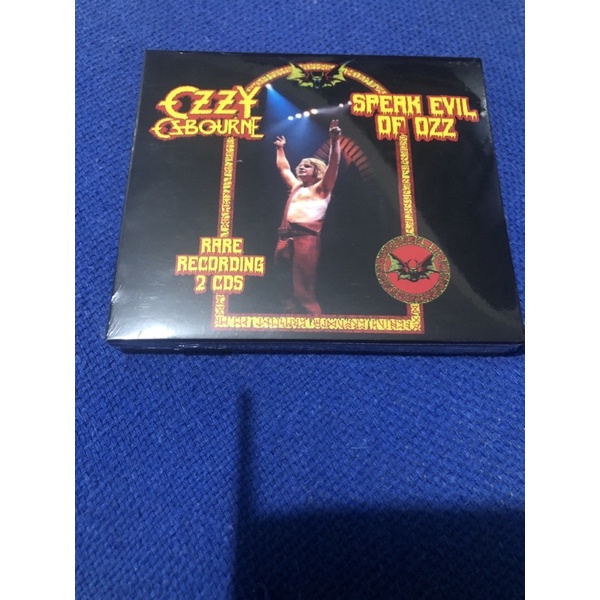 OZZY
OSBOURNE
SPEAK EVIL
OF OZZ
RARE
RECORDING
2 CDS